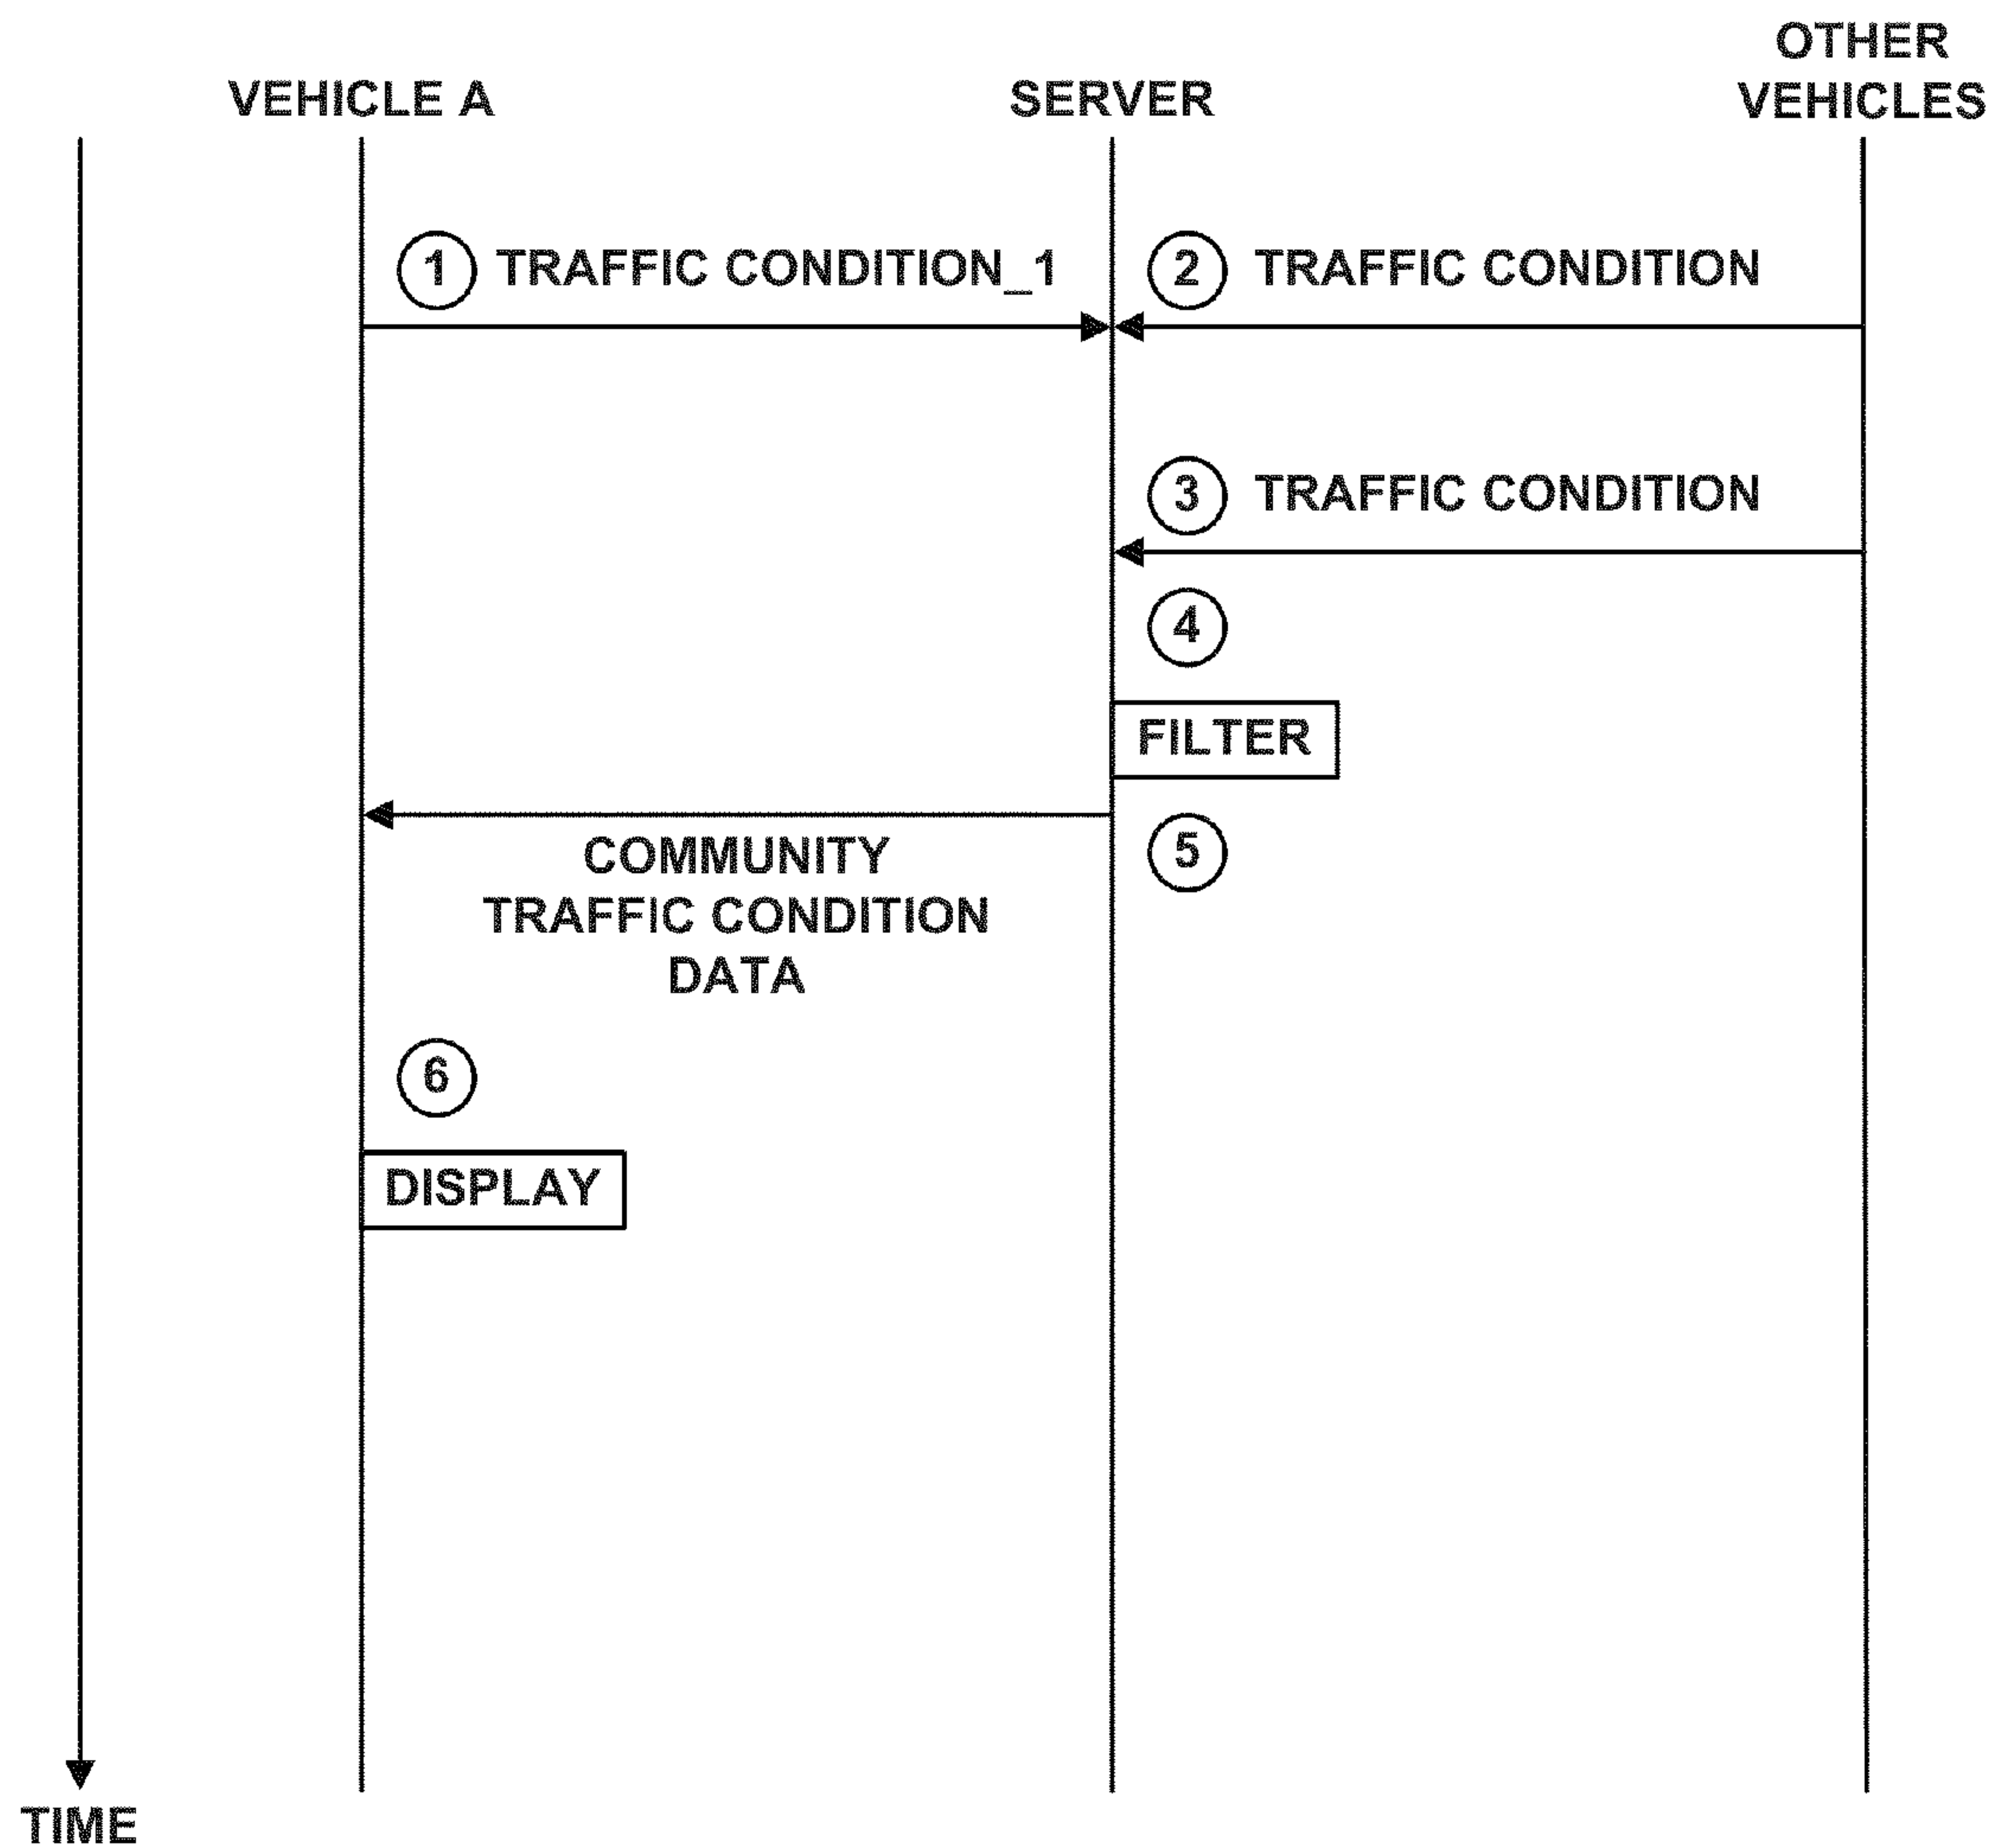 OTHER
VEHICLES
VEHICLE A
SERVER
1 TRAFFIC CONDITION_1
2 TRAFFIC CONDITION
3 TRAFFIC CONDITION
4
FILTER
5
COMMUNITY
TRAFFIC CONDITION
DATA
6
DISPLAY
TIME